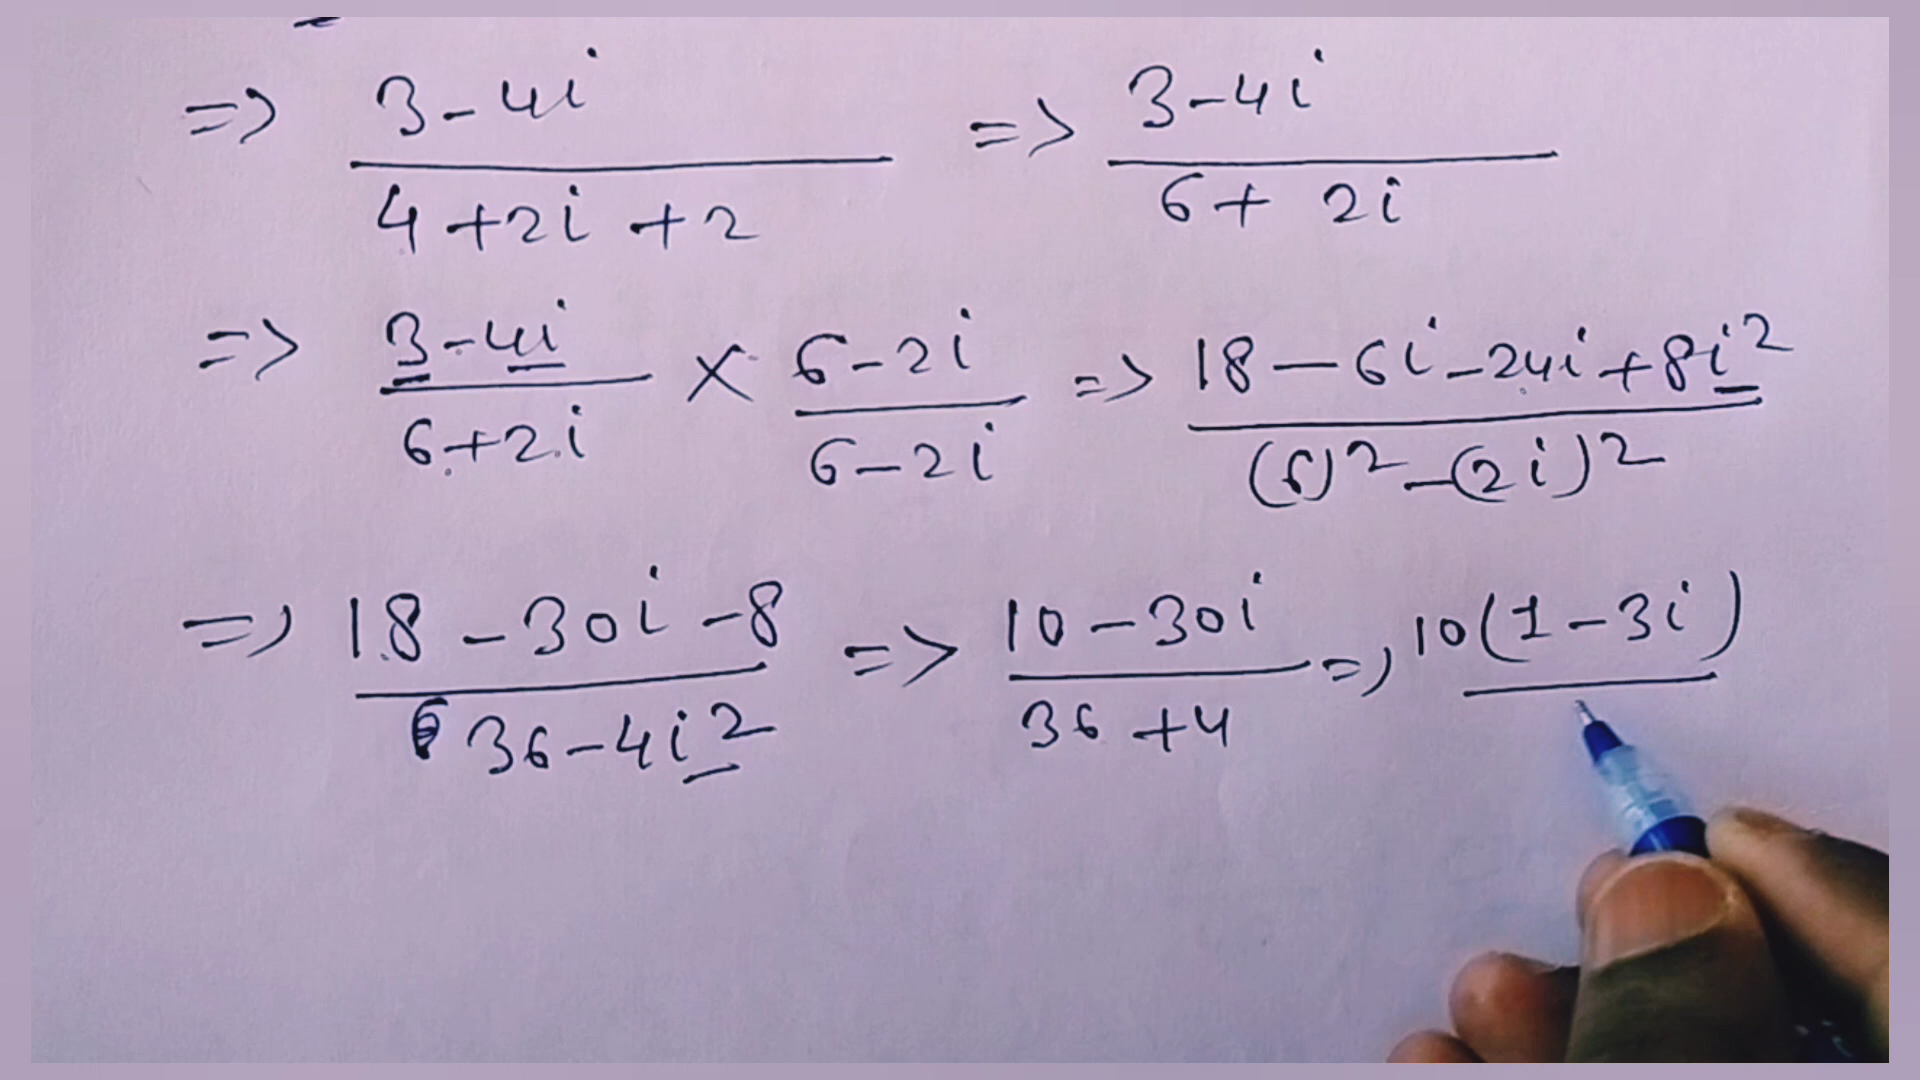 => 3-4i / 4+2i+2 => 3-4i / 6+2i
=> 3-4i / 6+2i × 6-2i / 6-2i => 18-6i-24i+8i² / (6)²-(2i)²
=> 18-30i-8 / 36-4i² => 10-30i / 36+4 => 10(1-3i)